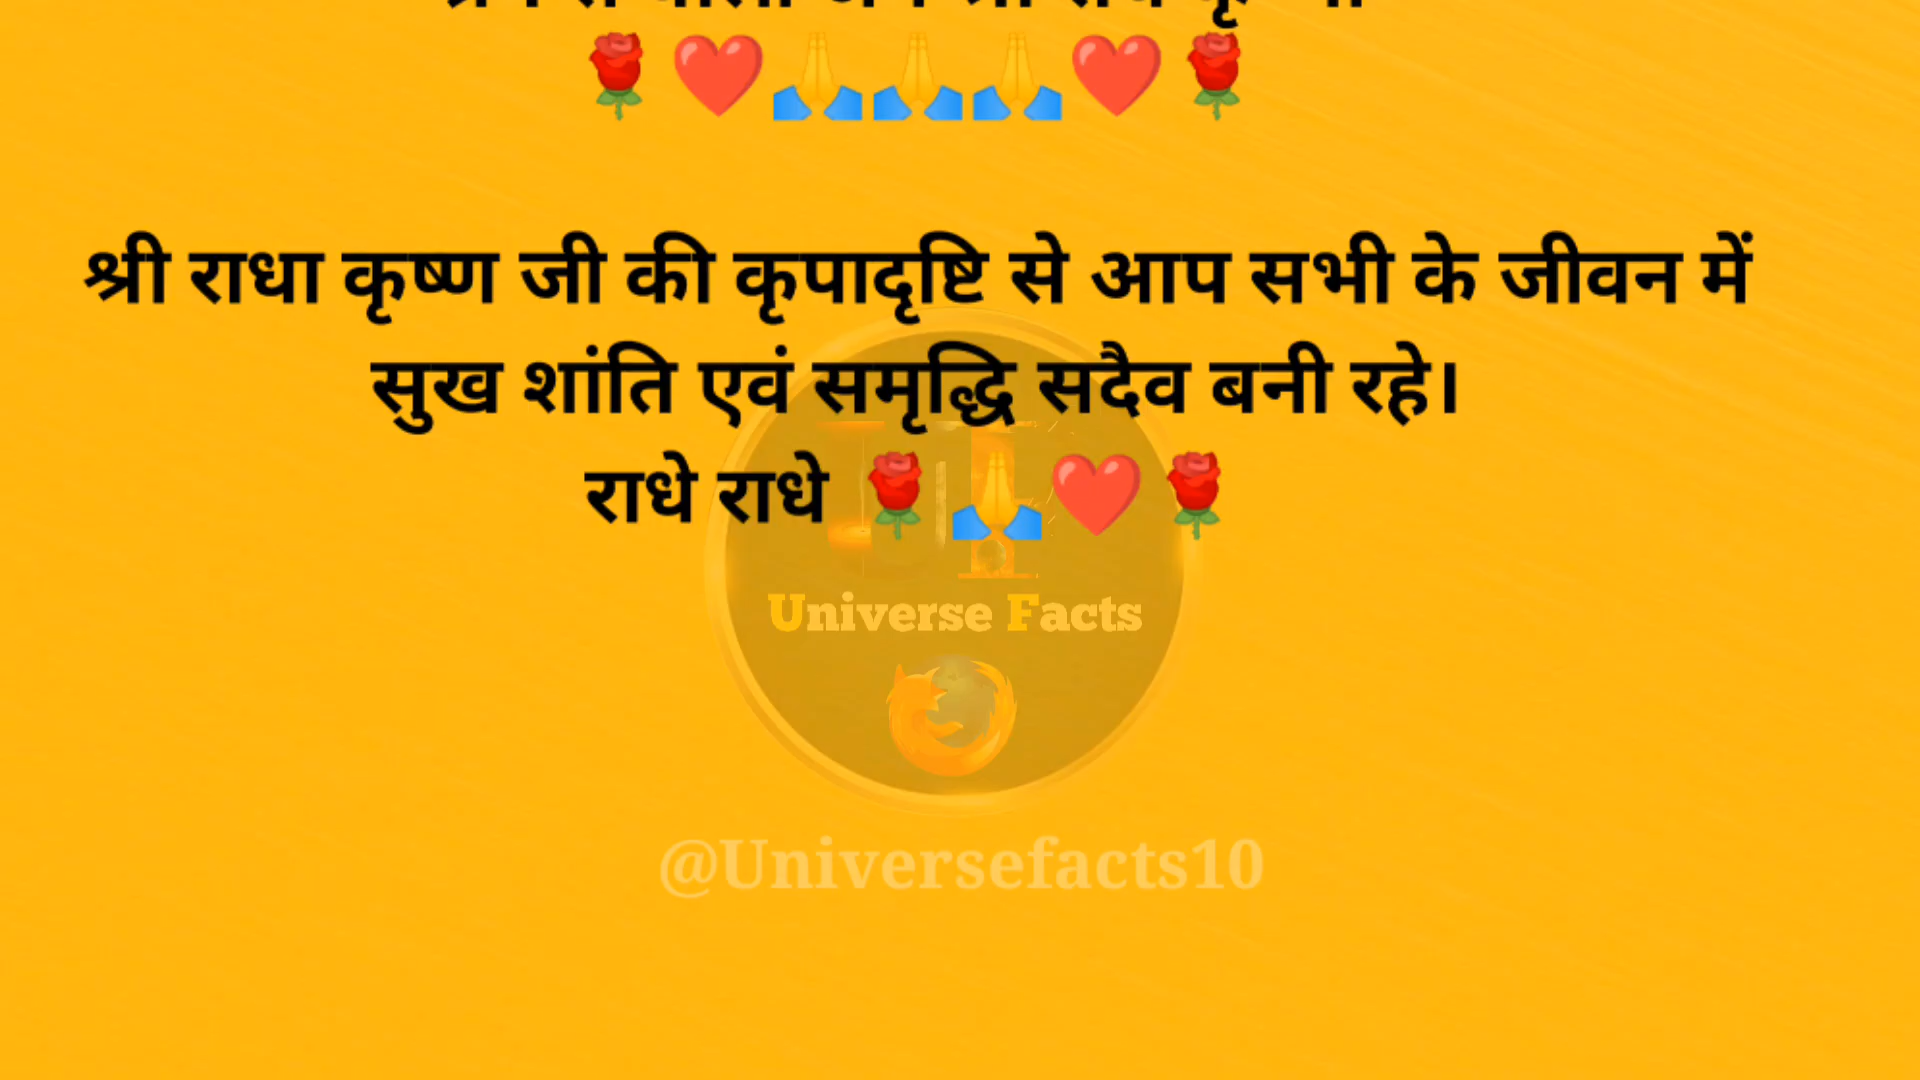 🌹❤️🙏🙏🙏❤️🌹
श्री राधा कृष्ण जी की कृपादृष्टि से आप सभी के जीवन में
सुख शांति एवं समृद्धि सदैव बनी रहे।
राधे राधे 🌹🙏❤️🌹
Universe Facts
@Universefacts10